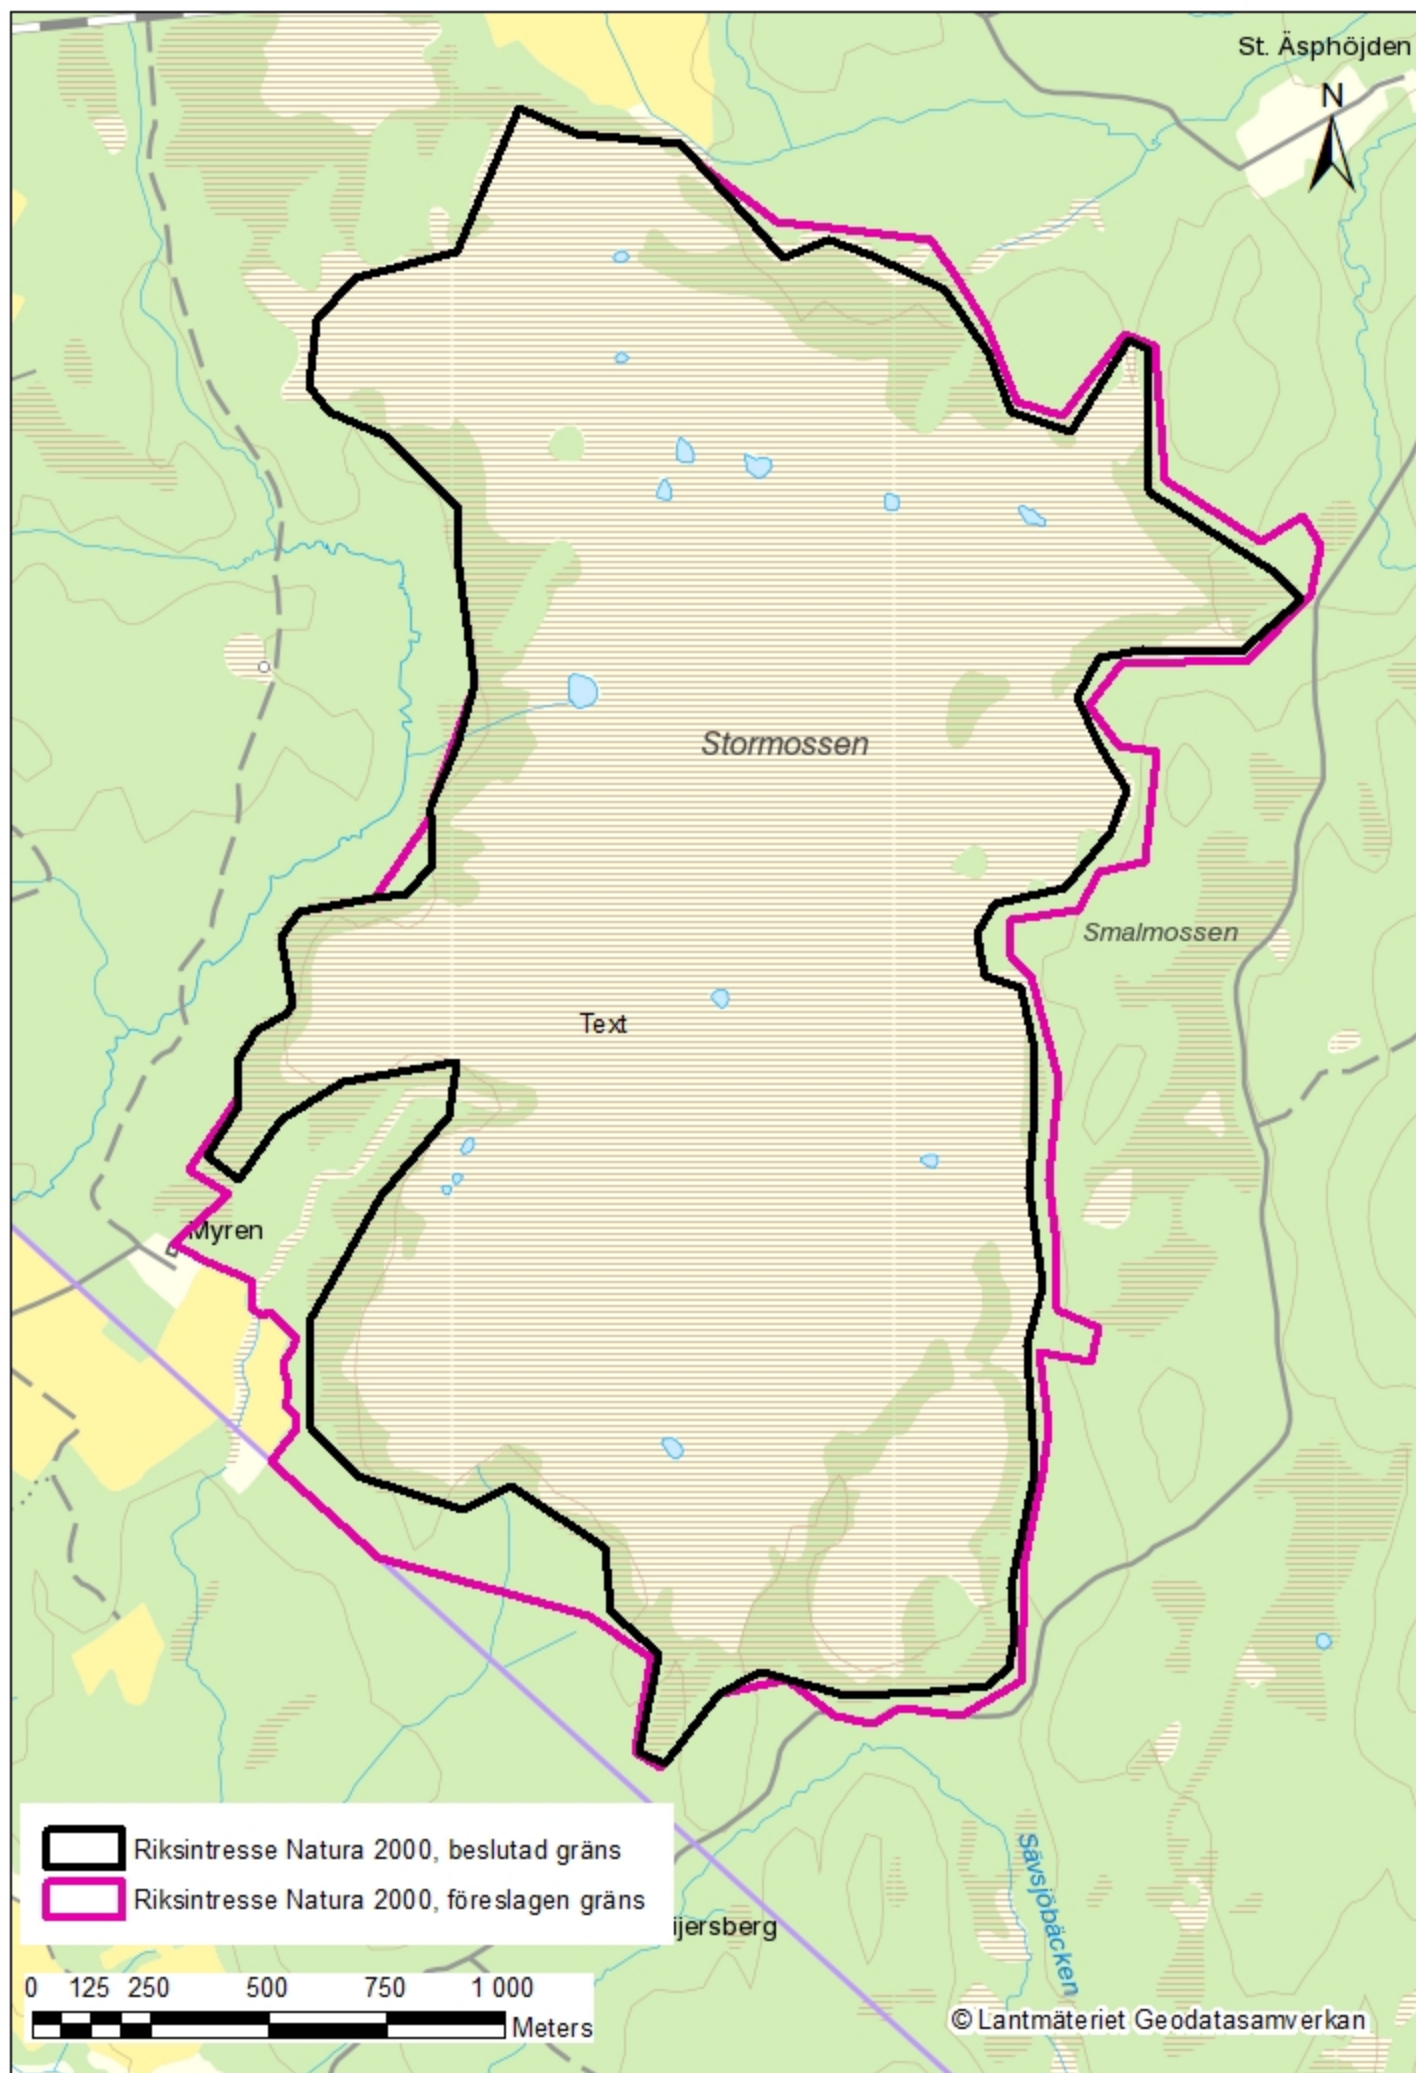 St. Äsphöjden
N
Stormossen
Smalmossen
Text
Myren
Riksintresse Natura 2000, beslutad gräns
Riksintresse Natura 2000, föreslagen gräns
ijersberg
Sävsjöbäcken
0 125 250 500 750 1 000
Meters
© Lantmäteriet Geodatasamverkan